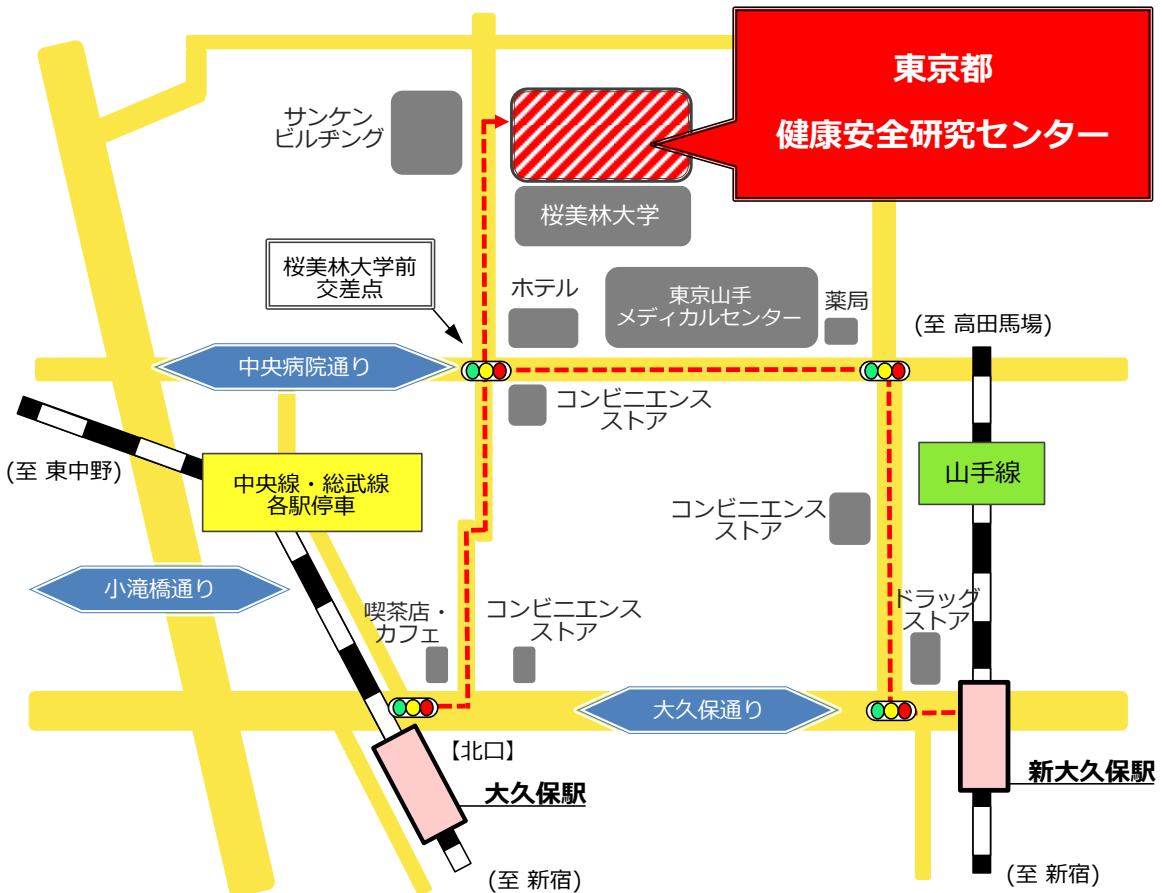 東京都
健康安全研究センター
サンケン
ビルヂング
桜美林大学
桜美林大学前
交差点
ホテル
東京山手
メディカルセンター
薬局
(至 高田馬場)
中央病院通り
コンビニエンス
ストア
(至 東中野)
中央線・総武線
各駅停車
山手線
コンビニエンス
ストア
小滝橋通り
喫茶店・
カフェ
コンビニエンス
ストア
ドラッグ
ストア
大久保通り
【北口】
大久保駅
新大久保駅
(至 新宿)
(至 新宿)